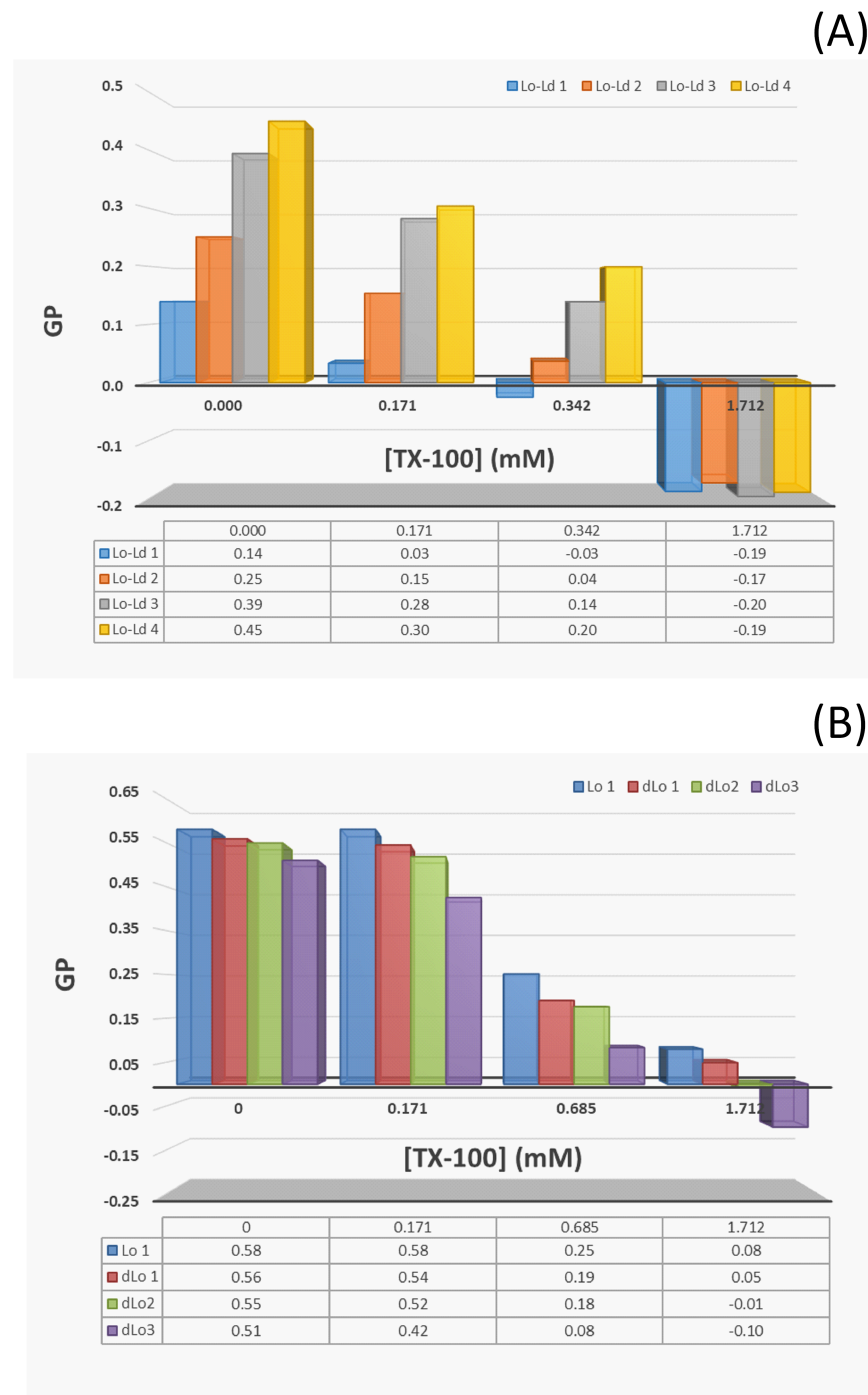 (A)
Lo-Ld 1 Lo-Ld 2 Lo-Ld 3 Lo-Ld 4
0.5
0.4
0.3
0.2
0.1
0.0
-0.1
-0.2
GP
0.000 0.171 0.342 1.712
[TX-100] (mM)
0.000 0.171 0.342 1.712
Lo-Ld 1 0.14 0.03 -0.03 -0.19
Lo-Ld 2 0.25 0.15 0.04 -0.17
Lo-Ld 3 0.39 0.28 0.14 -0.20
Lo-Ld 4 0.45 0.30 0.20 -0.19
(B)
Lo 1 dLo 1 dLo2 dLo3
0.65
0.55
0.45
0.35
0.25
0.15
0.05
-0.05
-0.15
-0.25
GP
0 0.171 0.685 1.712
[TX-100] (mM)
0 0.171 0.685 1.712
Lo 1 0.58 0.58 0.25 0.08
dLo 1 0.56 0.54 0.19 0.05
dLo2 0.55 0.52 0.18 -0.01
dLo3 0.51 0.42 0.08 -0.10